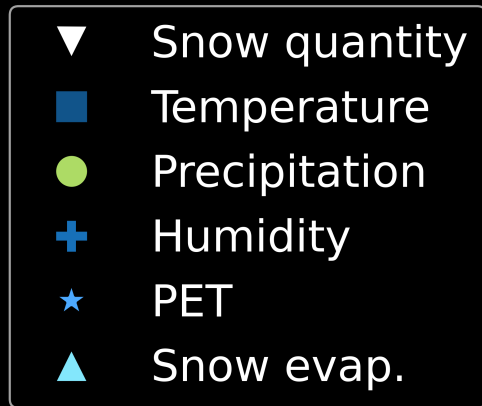 Snow quantity
Temperature
Precipitation
Humidity
PET
Snow evap.